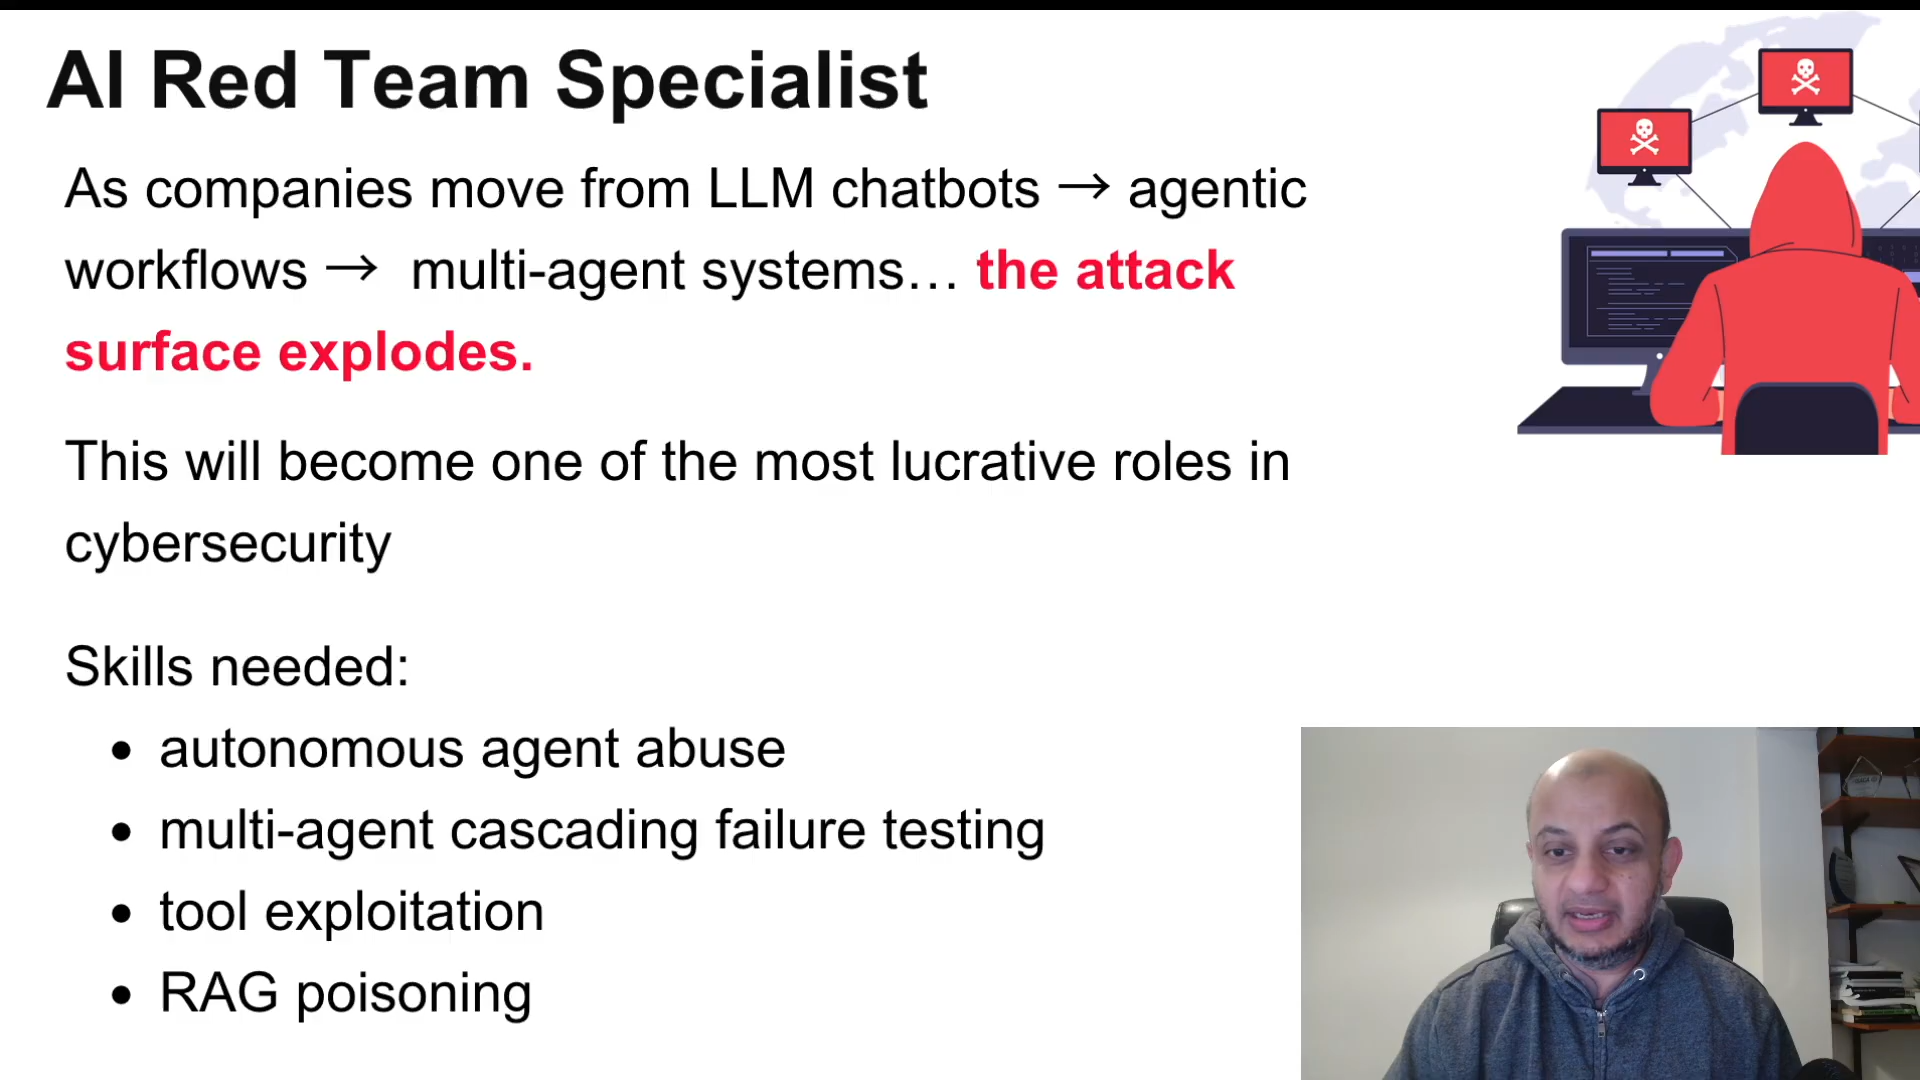 AI Red Team Specialist
As companies move from LLM chatbots → agentic
workflows → multi-agent systems… the attack
surface explodes.
This will become one of the most lucrative roles in
cybersecurity
Skills needed:
• autonomous agent abuse
• multi-agent cascading failure testing
• tool exploitation
• RAG poisoning